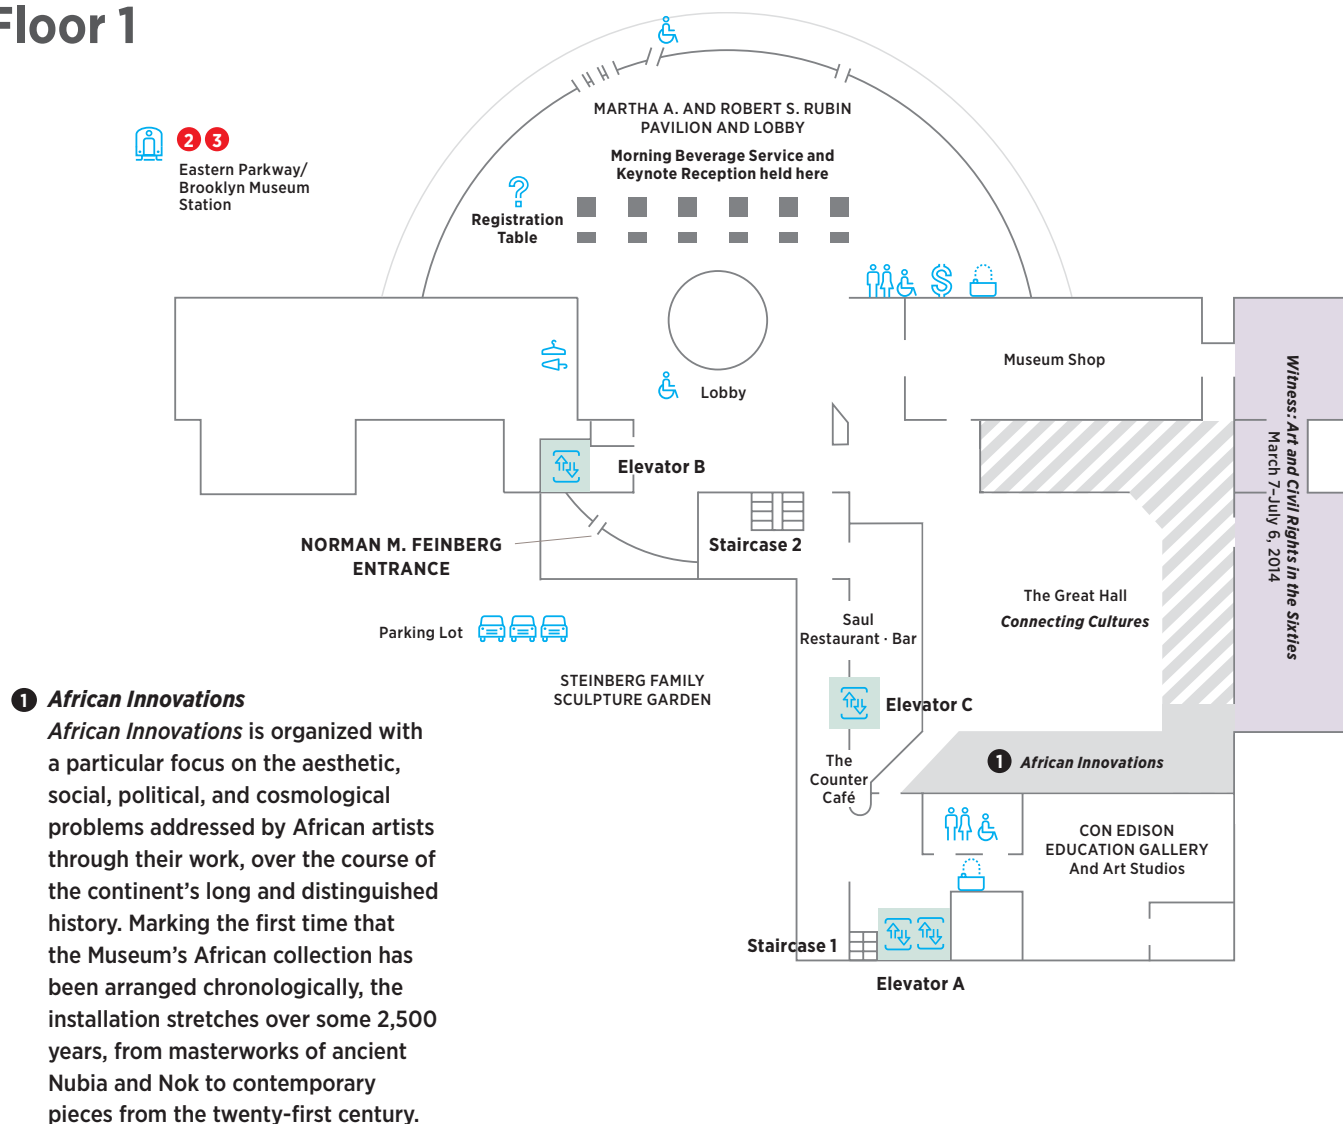 Floor 1
2 3
Eastern Parkway/
Brooklyn Museum
Station
MARTHA A. AND ROBERT S. RUBIN
PAVILION AND LOBBY
Morning Beverage Service and
Keynote Reception held here
?
Registration
Table
$
Museum Shop
Lobby
Elevator B
NORMAN M. FEINBERG
ENTRANCE
Staircase 2
Witness: Art and Civil Rights in the Sixties
March 7–July 6, 2014
The Great Hall
Connecting Cultures
Saul
Restaurant · Bar
Parking Lot
STEINBERG FAMILY
SCULPTURE GARDEN
Elevator C
The
Counter
Café
1 African Innovations
CON EDISON
EDUCATION GALLERY
And Art Studios
Staircase 1
Elevator A
1 African Innovations
African Innovations is organized with
a particular focus on the aesthetic,
social, political, and cosmological
problems addressed by African artists
through their work, over the course of
the continent’s long and distinguished
history. Marking the first time that
the Museum’s African collection has
been arranged chronologically, the
installation stretches over some 2,500
years, from masterworks of ancient
Nubia and Nok to contemporary
pieces from the twenty-first century.